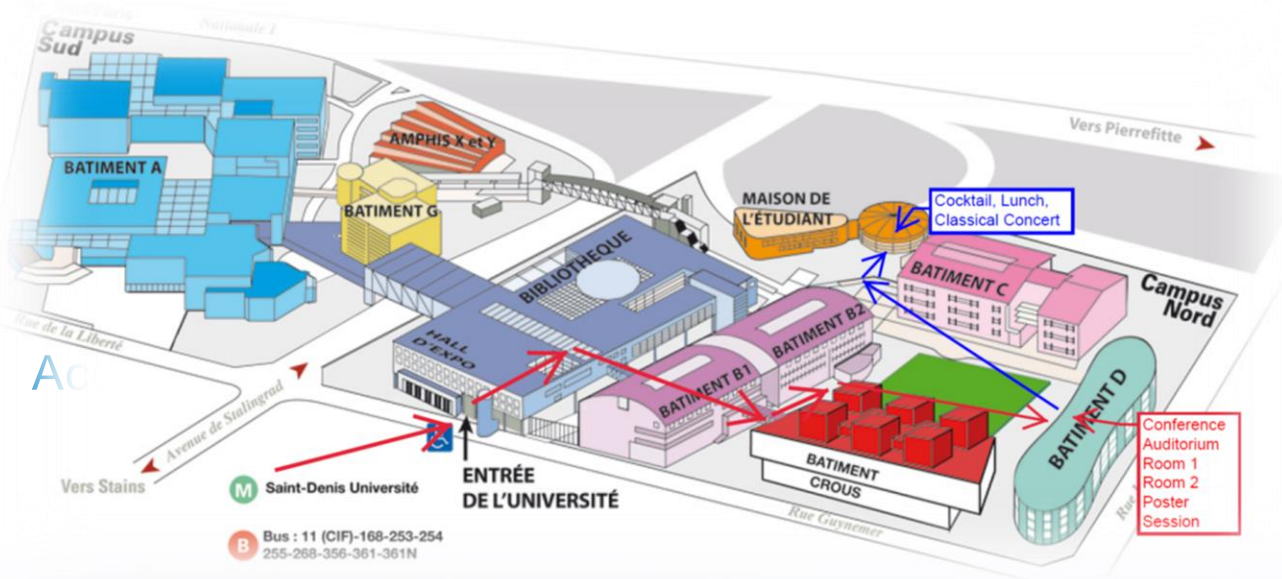 Campus
Sud
Nationale 1
Vers Pierrefitte
AMPHIS X et Y
BATIMENT A
BATIMENT G
MAISON DE
L'ÉTUDIANT
Cocktail, Lunch,
Classical Concert
BIBLIOTHEQUE
BATIMENT C
Campus
Nord
HALL
D'EXPO
BATIMENT B2
BATIMENT B1
Rue de la Liberté
Avenue de Stalingrad
Vers Stains
BATIMENT D
BATIMENT
CROUS
Conference
Auditorium
Room 1
Room 2
Poster
Session
ENTRÉE
DE L'UNIVERSITÉ
M Saint-Denis Université
B Bus : 11 (CIF)-168-253-254
255-268-356-361-361N
Rue Guynemer
Rue